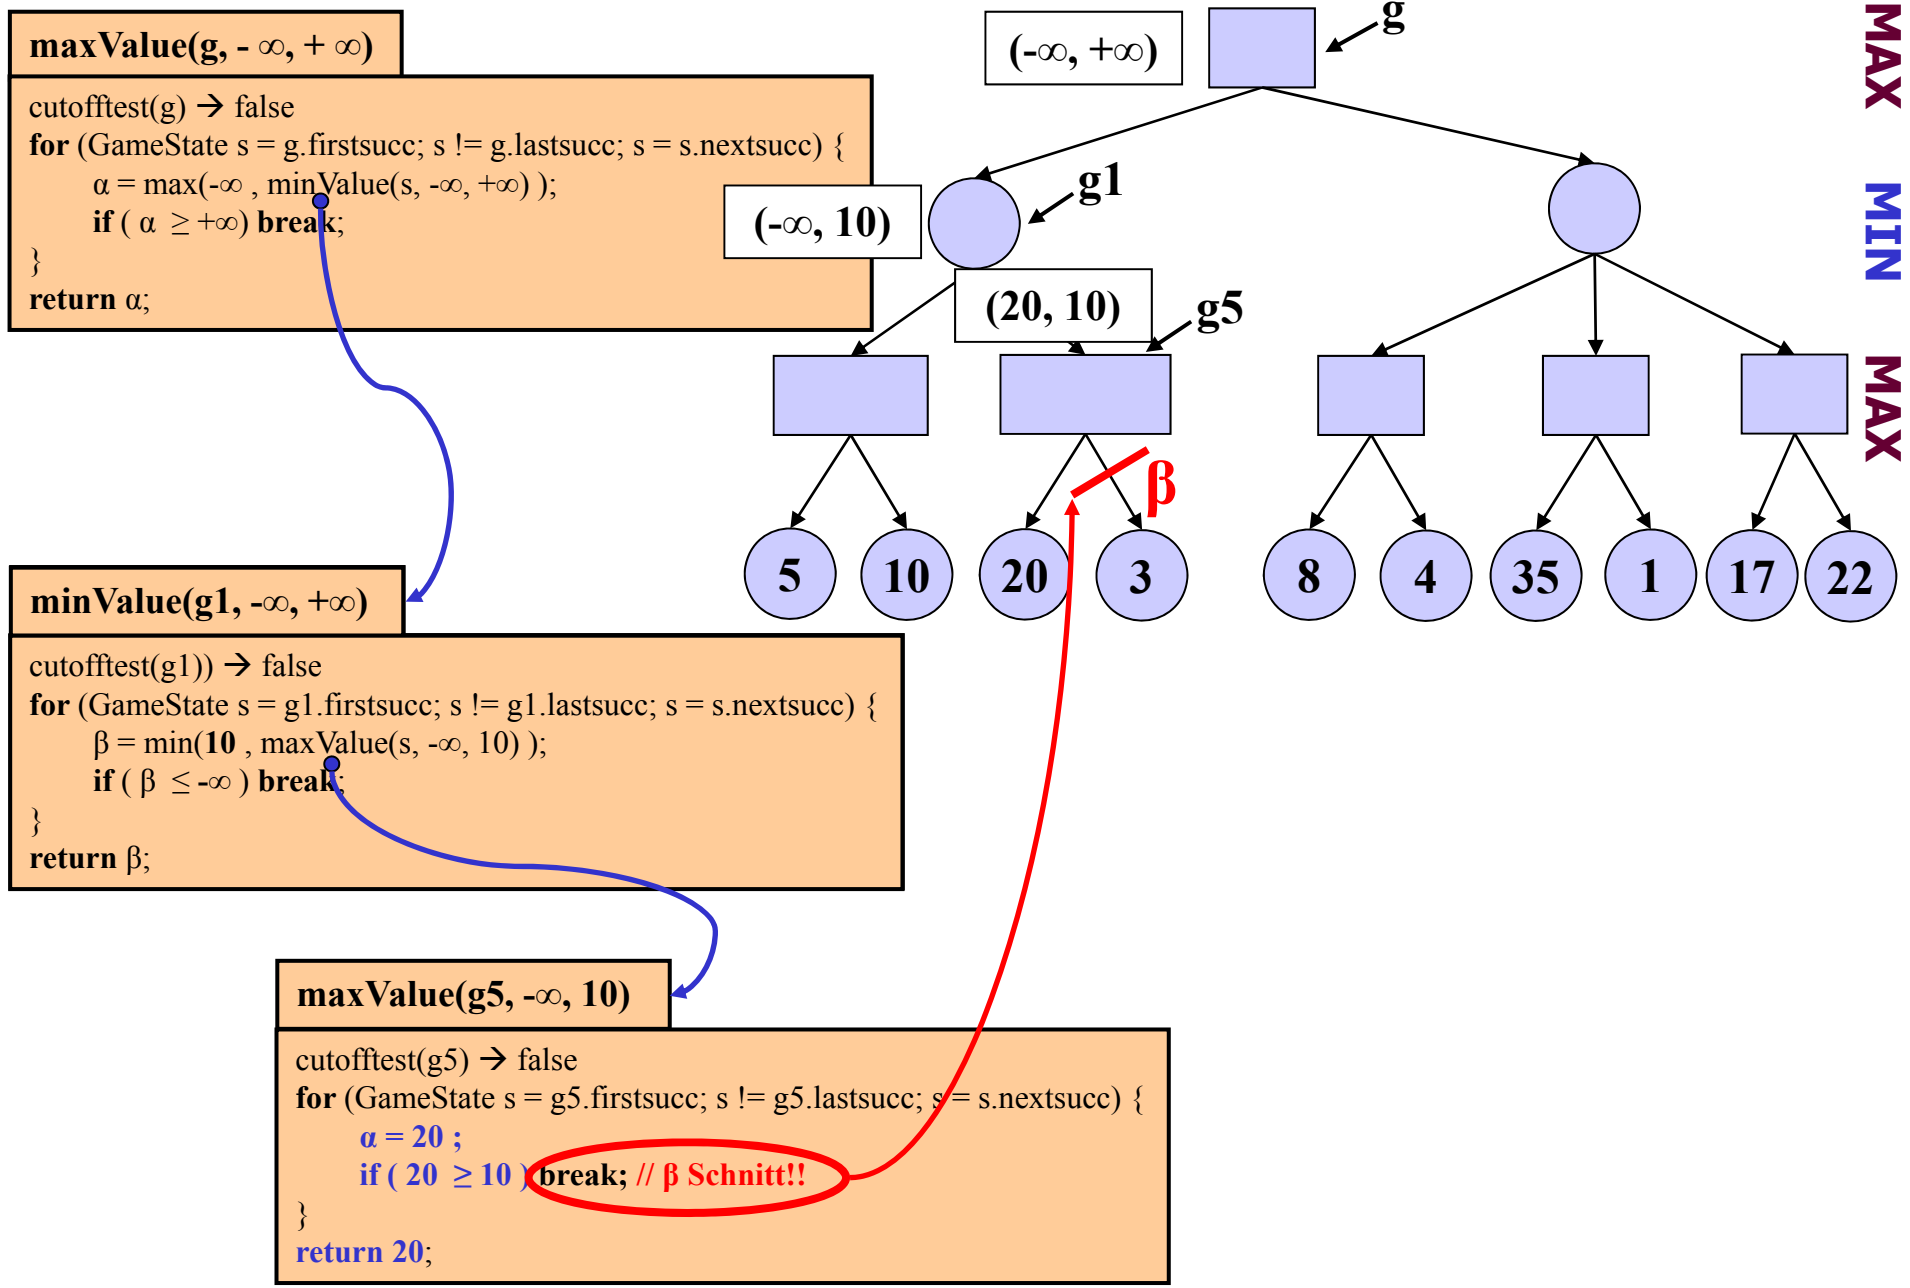 maxValue(g, - ∞, + ∞)
cutofftest(g) → false
for (GameState s = g.firstsucc; s != g.lastsucc; s = s.nextsucc) {
α = max(-∞ , minValue(s, -∞, +∞) );
if ( α ≥ +∞) break;
}
return α;
minValue(g1, -∞, +∞)
cutofftest(g1)) → false
for (GameState s = g1.firstsucc; s != g1.lastsucc; s = s.nextsucc) {
β = min(10 , maxValue(s, -∞, 10) );
if ( β ≤ -∞ ) break;
}
return β;
maxValue(g5, -∞, 10)
cutofftest(g5) → false
for (GameState s = g5.firstsucc; s != g5.lastsucc; s = s.nextsucc) {
α = 20 ;
if ( 20 ≥ 10 ) break; // β Schnitt!!
}
return 20;
(-∞, +∞)
g
MAX
(-∞, 10)
g1
MIN
(20, 10)
g5
MAX
β
5 10 20 3 8 4 35 1 17 22